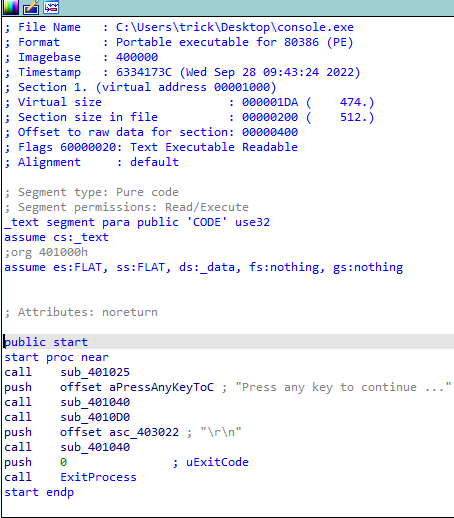 ; File Name   : C:\Users\trick\Desktop\console.exe
; Format      : Portable executable for 80386 (PE)
; Imagebase   : 400000
; Timestamp   : 6334173C (Wed Sep 28 09:43:24 2022)
; Section 1. (virtual address 00001000)
; Virtual size                  : 000001DA (    474.)
; Section size in file          : 00000200 (    512.)
; Offset to raw data for section: 00000400
; Flags 60000020: Text Executable Readable
; Alignment     : default
; Segment type: Pure code
; Segment permissions: Read/Execute
_text segment para public 'CODE' use32
assume cs:_text
;org 401000h
assume es:FLAT, ss:FLAT, ds:_data, fs:nothing, gs:nothing
; Attributes: noreturn
public start
start proc near
call    sub_401025
push    offset aPressAnyKeyToC ; "Press any key to continue ..."
call    sub_401040
call    sub_4010D0
push    offset asc_403022 ; "\r\n"
call    sub_401040
push    0               ; uExitCode
call    ExitProcess
start endp